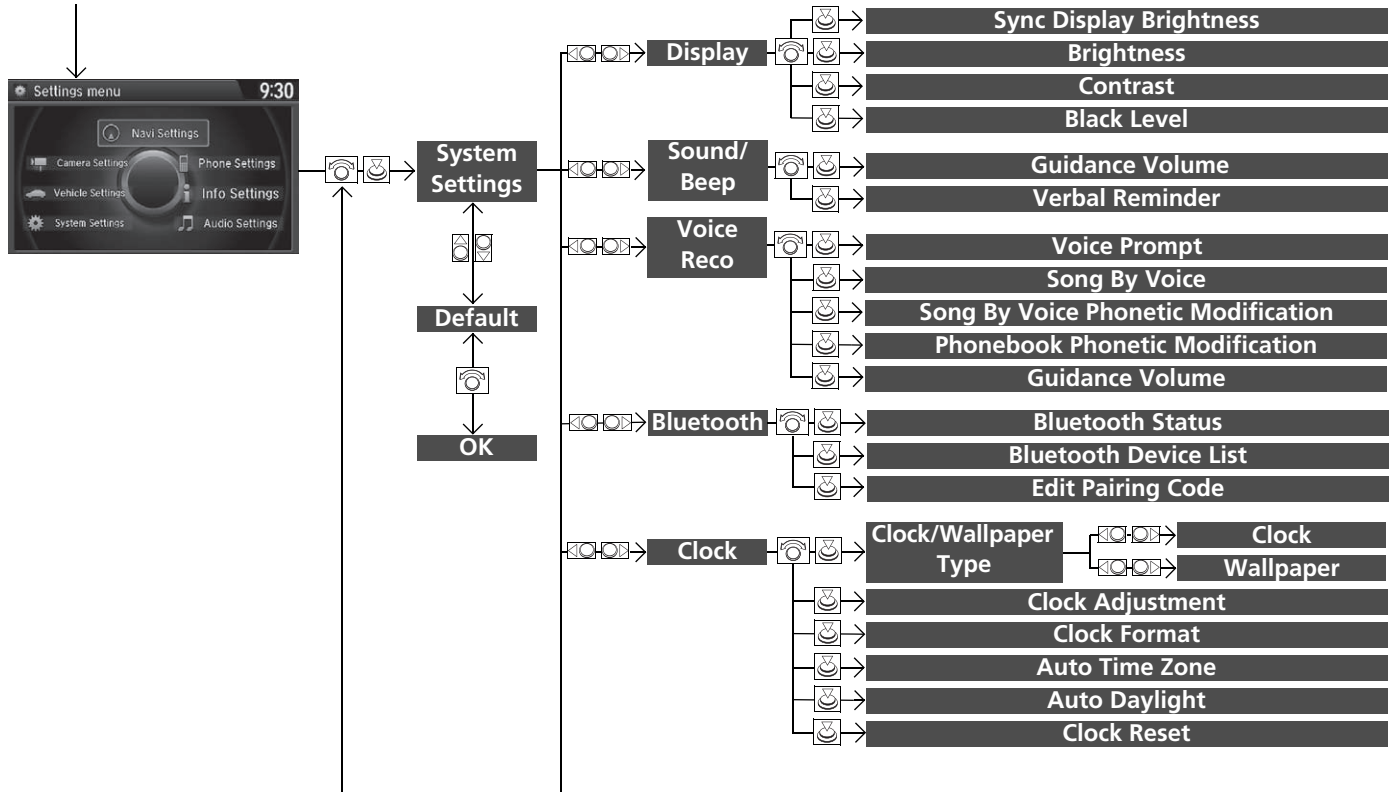 Settings menu 9:30
Navi Settings
Camera Settings Phone Settings
Vehicle Settings Info Settings
System Settings Audio Settings
System
Settings
Default
OK
Display
Sync Display Brightness
Brightness
Contrast
Black Level
Sound/
Beep
Guidance Volume
Verbal Reminder
Voice
Reco
Voice Prompt
Song By Voice
Song By Voice Phonetic Modification
Phonebook Phonetic Modification
Guidance Volume
Bluetooth
Bluetooth Status
Bluetooth Device List
Edit Pairing Code
Clock
Clock/Wallpaper
Type
Clock
Wallpaper
Clock Adjustment
Clock Format
Auto Time Zone
Auto Daylight
Clock Reset